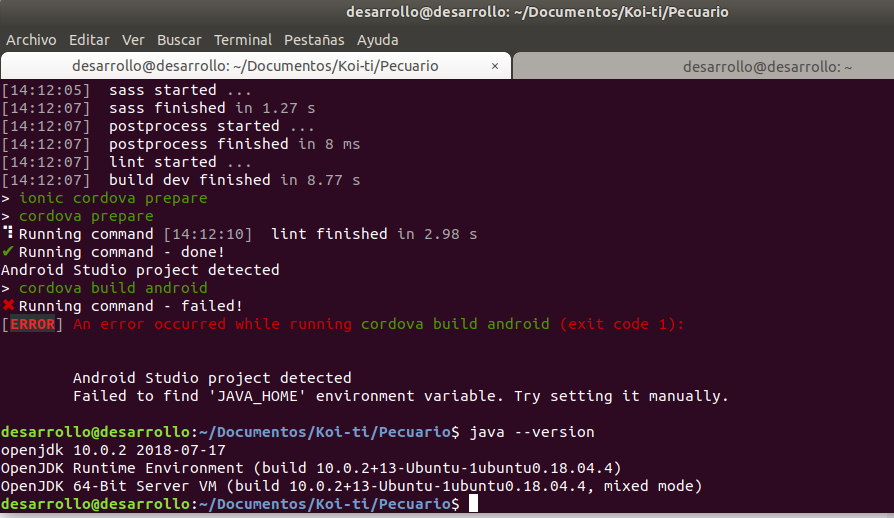 desarrollo@desarrollo: ~/Documentos/Koi-ti/Pecuario
Archivo Editar Ver Buscar Terminal Pestañas Ayuda
desarrollo@desarrollo: ~/Documentos/Koi-ti/Pecuario × desarrollo@desarrollo: ~
[14:12:05] sass started ...
[14:12:07] sass finished in 1.27 s
[14:12:07] postprocess started ...
[14:12:07] postprocess finished in 8 ms
[14:12:07] lint started ...
[14:12:07] build dev finished in 8.77 s
> ionic cordova prepare
> cordova prepare
⠹ Running command [14:12:10] lint finished in 2.98 s
✔ Running command - done!
Android Studio project detected
> cordova build android
✖ Running command - failed!
[ERROR] An error occurred while running cordova build android (exit code 1):
Android Studio project detected
Failed to find 'JAVA_HOME' environment variable. Try setting it manually.
desarrollo@desarrollo:~/Documentos/Koi-ti/Pecuario$ java --version
openjdk 10.0.2 2018-07-17
OpenJDK Runtime Environment (build 10.0.2+13-Ubuntu-1ubuntu0.18.04.4)
OpenJDK 64-Bit Server VM (build 10.0.2+13-Ubuntu-1ubuntu0.18.04.4, mixed mode)
desarrollo@desarrollo:~/Documentos/Koi-ti/Pecuario$